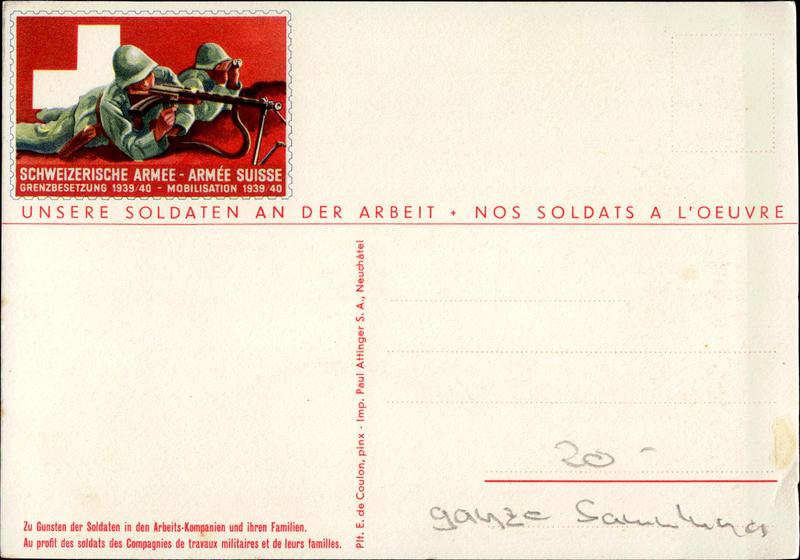 SCHWEIZERISCHE ARMEE - ARMÉE SUISSE
GRENZBESETZUNG 1939/40 - MOBILISATION 1939/40
UNSERE SOLDATEN AN DER ARBEIT + NOS SOLDATS A L'OEUVRE
Plt. E. de Coulon, pinx · Imp. Paul Attinger S. A., Neuchâtel
20 -
ganze Sammlung
Zu Gunsten der Soldaten in den Arbeits-Kompanien und ihren Familien.
Au profit des soldats des Compagnies de travaux militaires et de leurs familles.